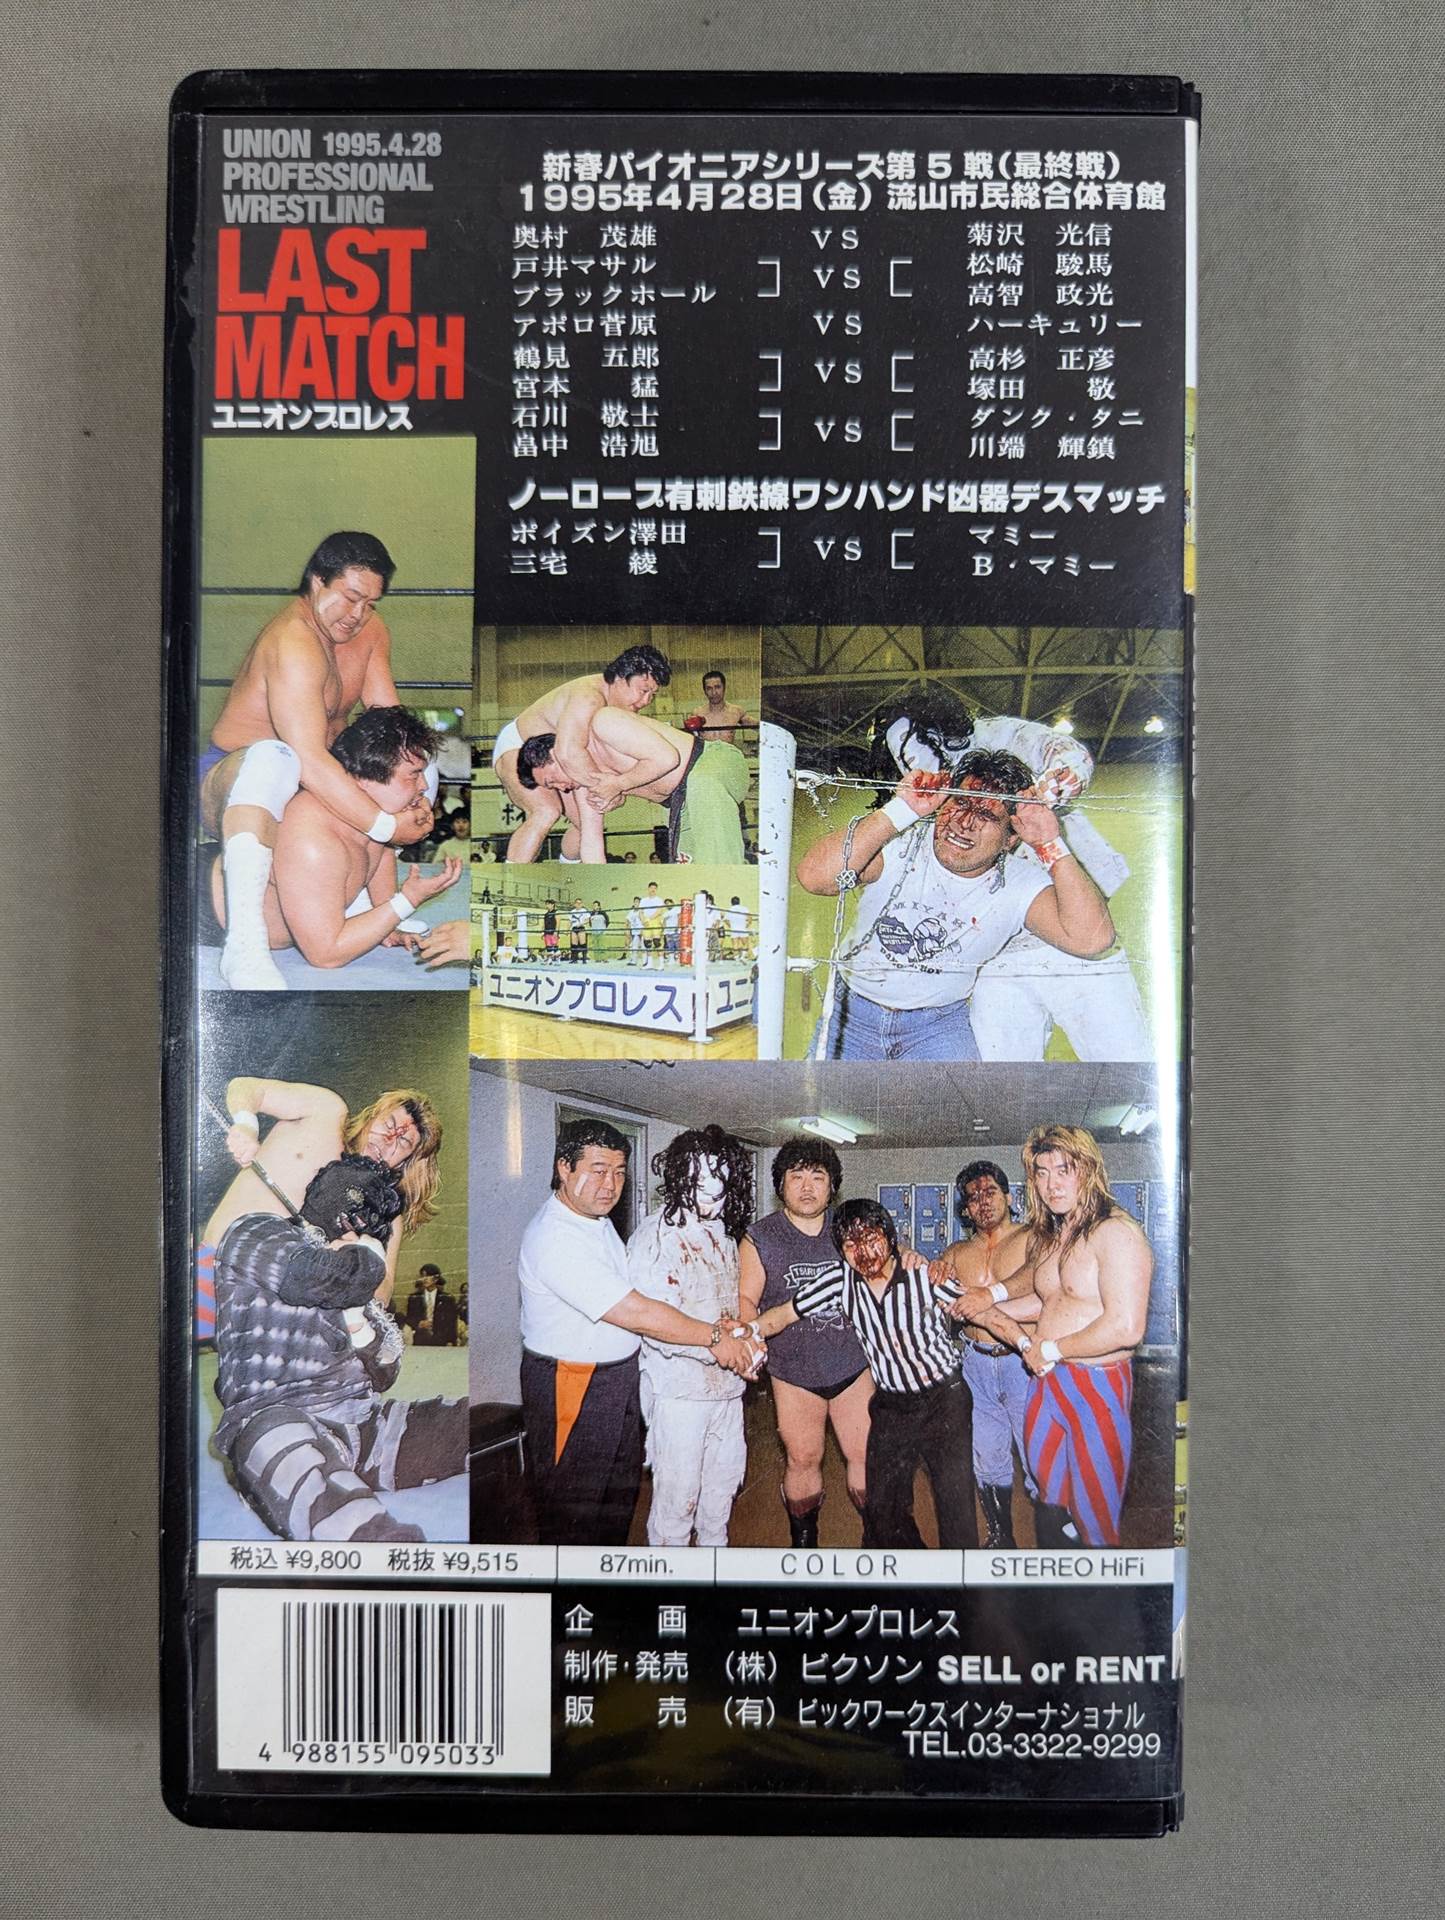 UNION 1995.4.28
PROFESSIONAL
WRESTLING
LAST
MATCH
ユニオンプロレス
新春パイオニアシリーズ第5戦(最終戦)
1995年4月28日(金) 流山市民総合体育館
奥村 茂雄 VS 菊沢 光信
戸井マサル 松崎 駿馬
VS
ブラックホール 高智 政光
アポロ菅原 VS ハーキュリー
鶴見 五郎 高杉 正彦
VS
宮本 猛 塚田 敬
石川 敬士 ダンク・タニ
VS
畠中 浩旭 川端 輝鎮
ノーロープ有刺鉄線ワンハンド凶器デスマッチ
ポイズン澤田 マミー
VS
三宅 綾 B・マミー
ユニオンプロレス
税込 ¥9,800 税抜 ¥9,515 87min. COLOR STEREO HiFi
企画 ユニオンプロレス
制作・発売 (株) ビクソン SELL or RENT
販売 (有) ビックワークスインターナショナル
TEL.03-3322-9299
4 988155 095033